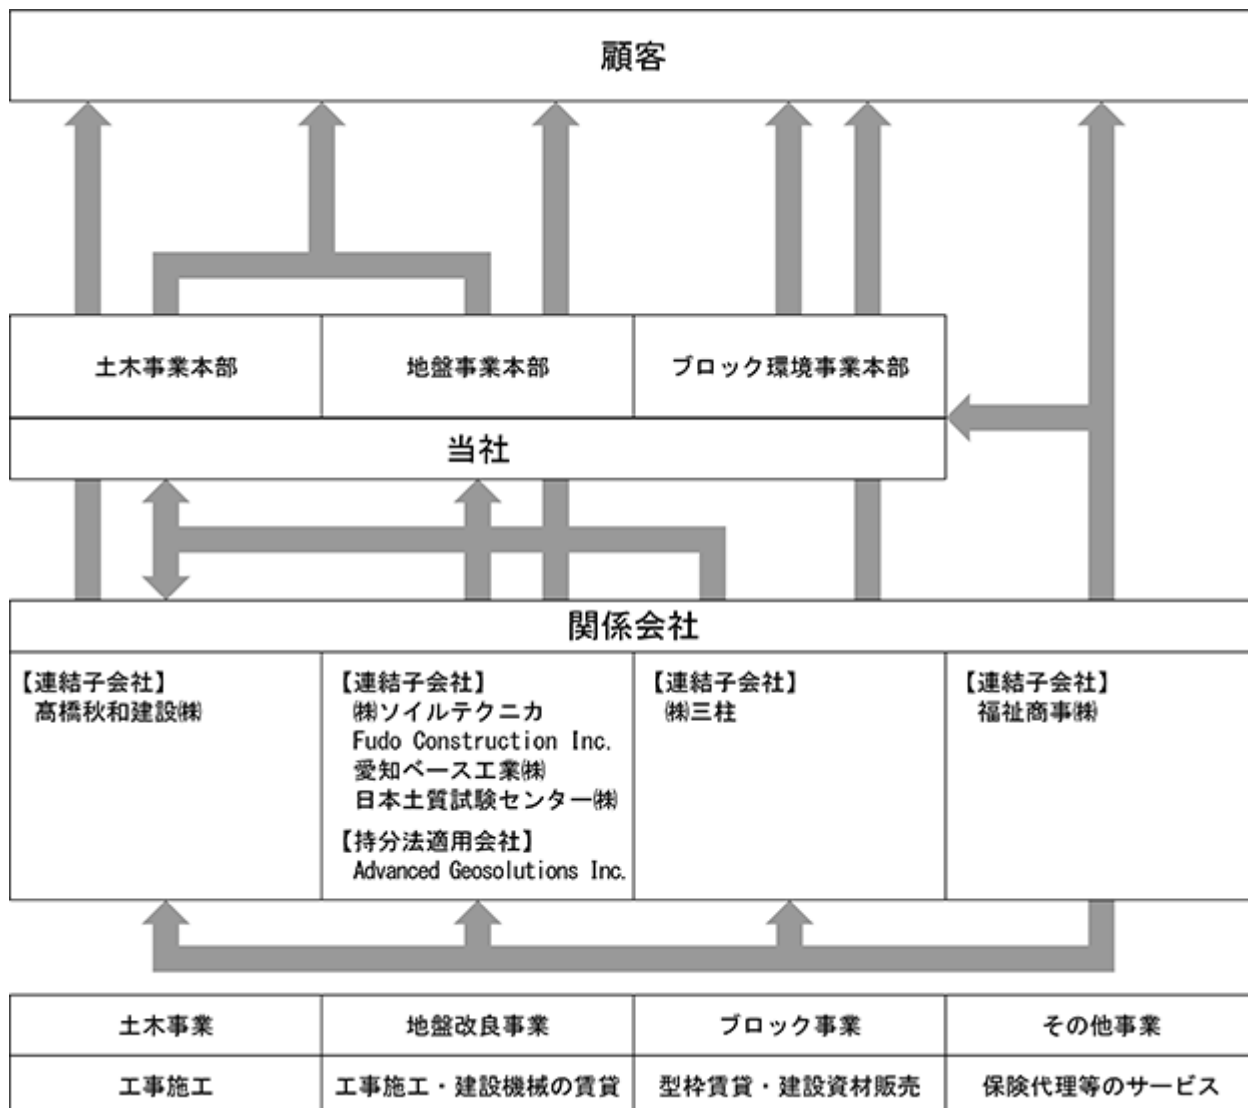 顧客
土木事業本部
地盤事業本部
ブロック環境事業本部
当社
関係会社
【連結子会社】
髙橋秋和建設㈱
【連結子会社】
㈱ソイルテクニカ
Fudo Construction Inc.
愛知ベース工業㈱
日本土質試験センター㈱
【持分法適用会社】
Advanced Geosolutions Inc.
【連結子会社】
㈱三柱
【連結子会社】
福祉商事㈱
土木事業
地盤改良事業
ブロック事業
その他事業
工事施工
工事施工・建設機械の賃貸
型枠賃貸・建設資材販売
保険代理等のサービス